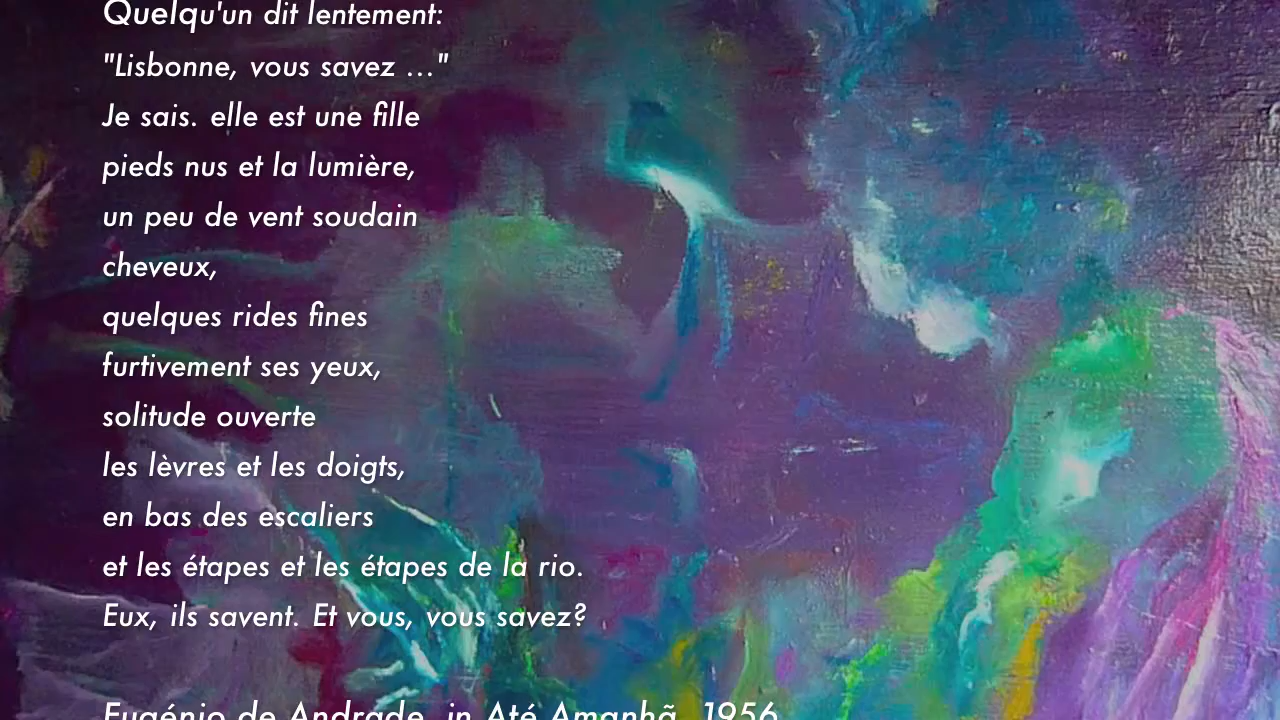 Quelqu'un dit lentement:
"Lisbonne, vous savez ..."
Je sais. elle est une fille
pieds nus et la lumière,
un peu de vent soudain
cheveux,
quelques rides fines
furtivement ses yeux,
solitude ouverte
les lèvres et les doigts,
en bas des escaliers
et les étapes et les étapes de la rio.
Eux, ils savent. Et vous, vous savez?
Eugénio de Andrade, in Até Amanhã, 1956